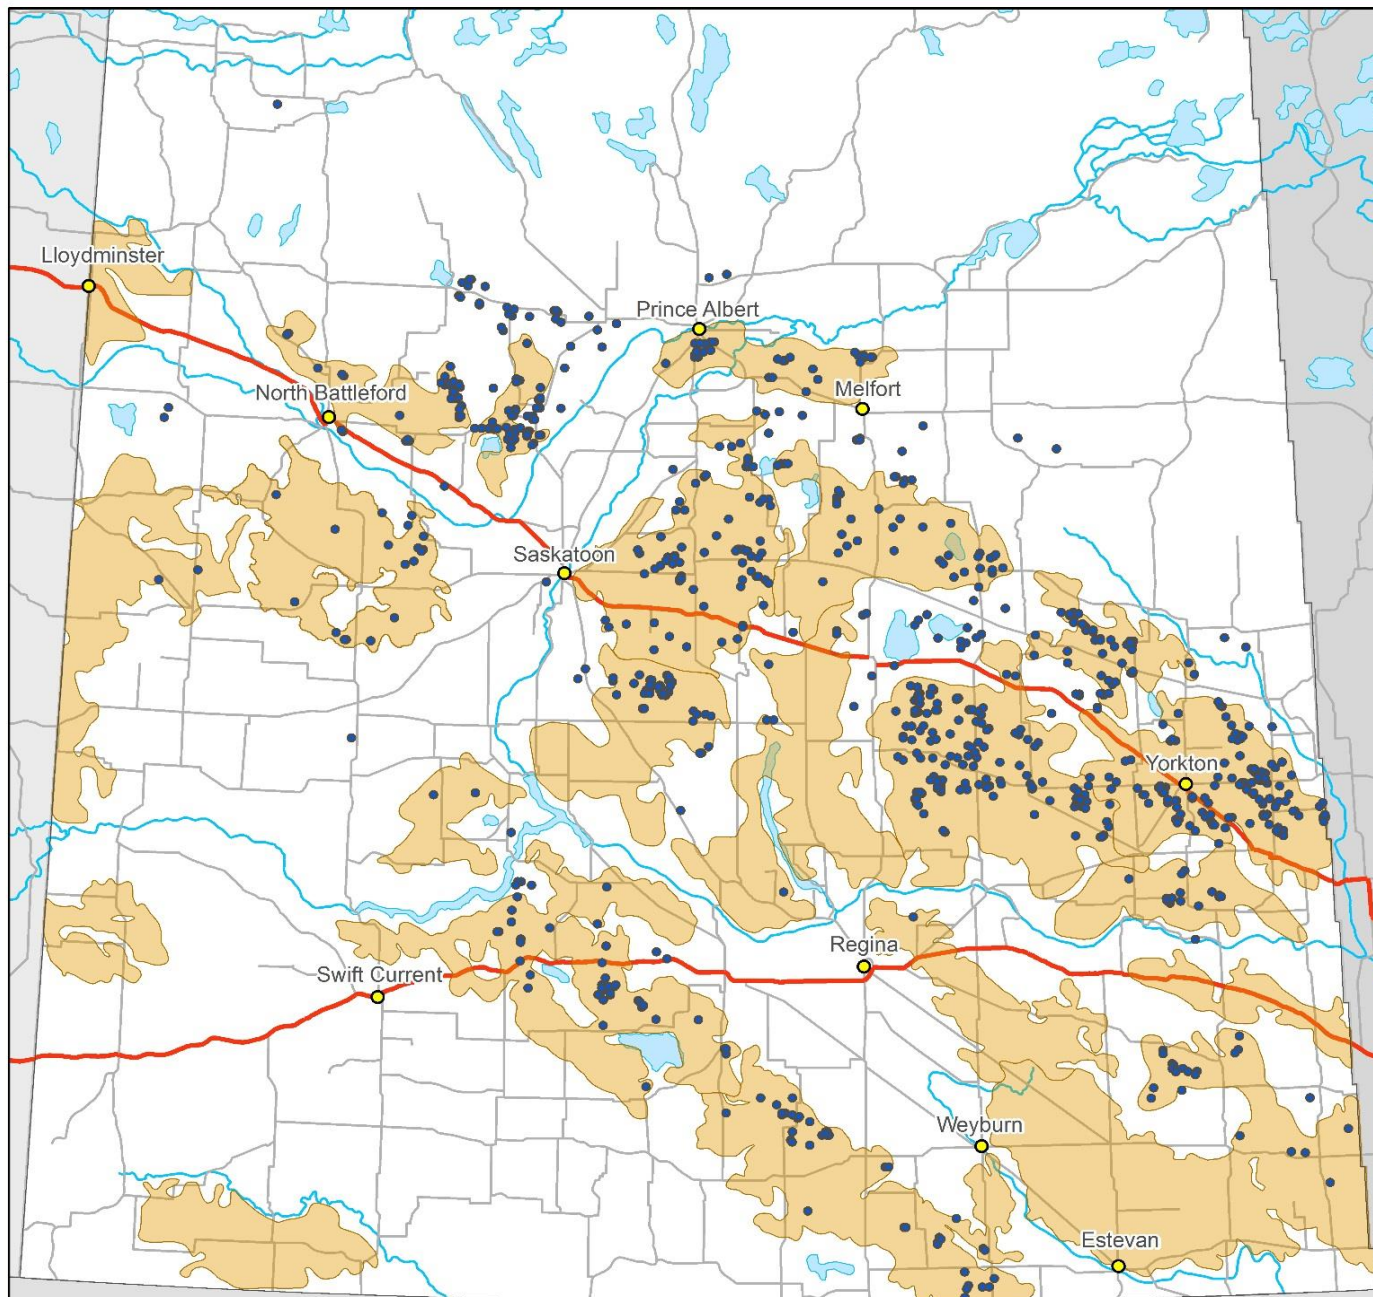 Lloydminster
Prince Albert
North Battleford
Melfort
Saskatoon
Yorkton
Regina
Swift Current
Weyburn
Estevan